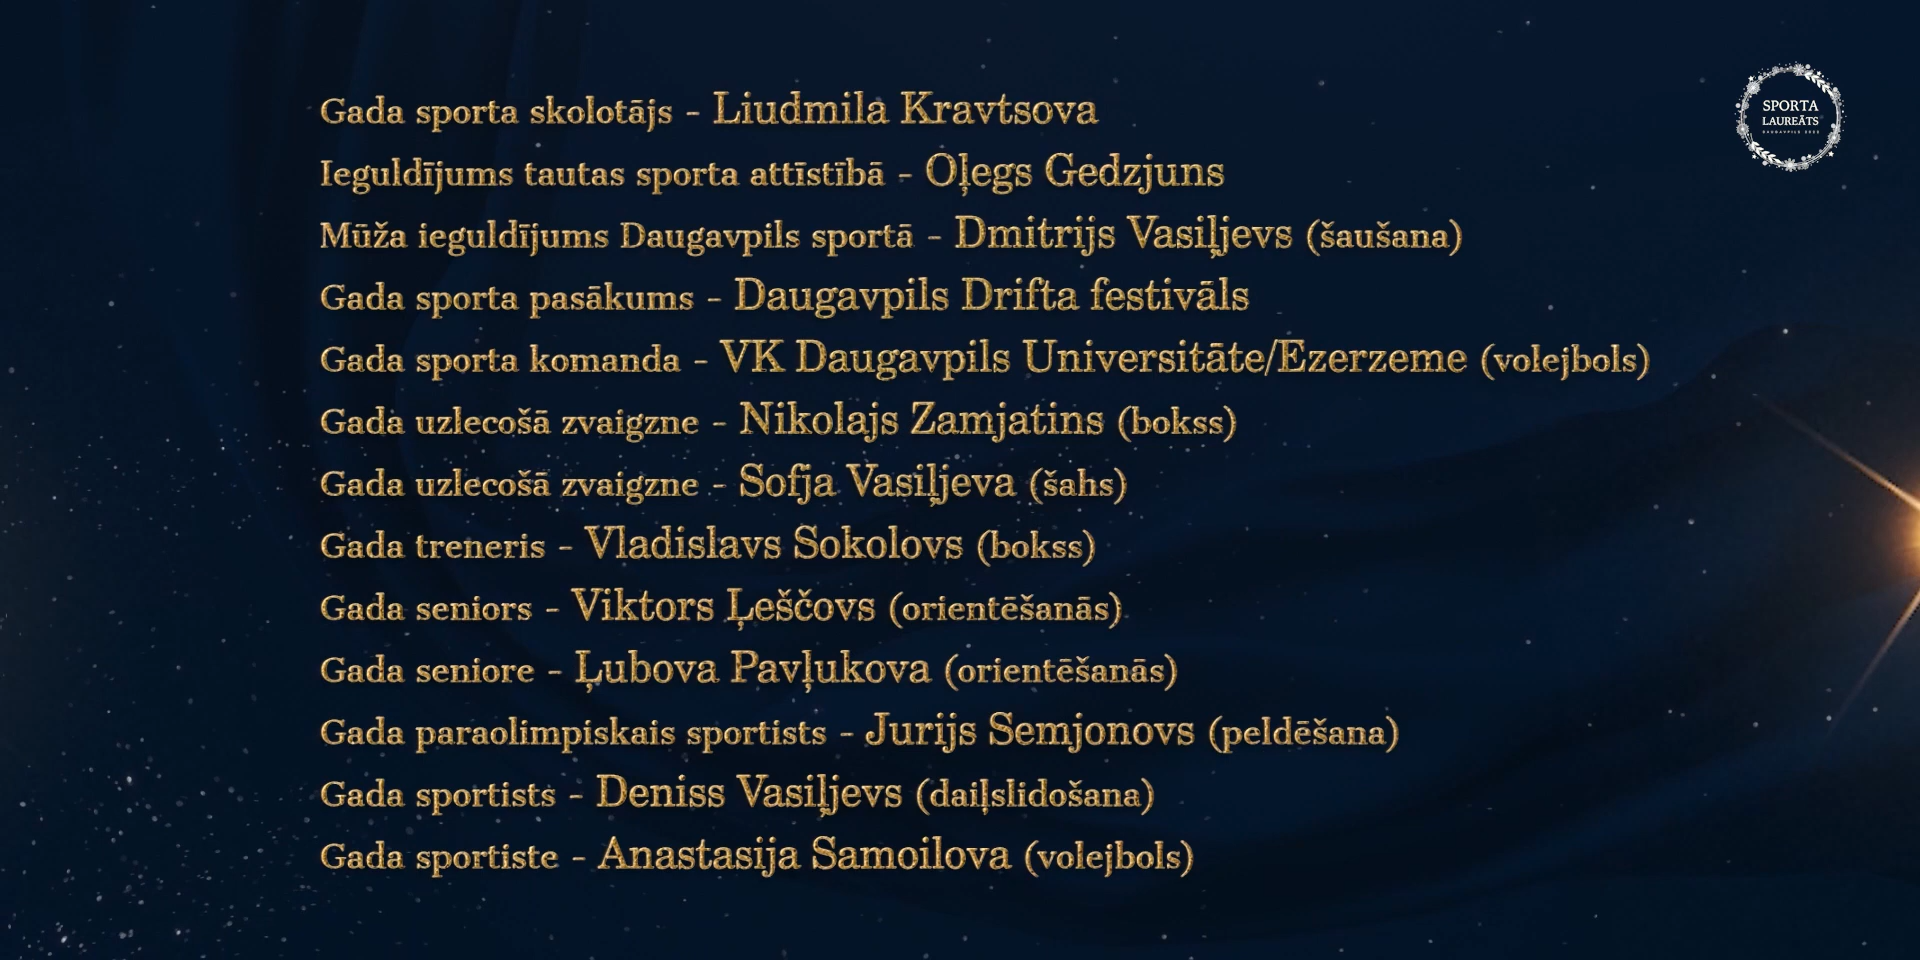 Gada sporta skolotājs - Liudmila Kravtsova
Ieguldījums tautas sporta attīstībā - Oļegs Gedzjuns
Mūža ieguldījums Daugavpils sportā - Dmitrijs Vasiļjevs (šaušana)
Gada sporta pasākums - Daugavpils Drifta festivāls
Gada sporta komanda - VK Daugavpils Universitāte/Ezerzeme (volejbols)
Gada uzlecošā zvaigzne - Nikolajs Zamjatins (bokss)
Gada uzlecošā zvaigzne - Sofja Vasiļjeva (šahs)
Gada treneris - Vladislavs Sokolovs (bokss)
Gada seniors - Viktors Ļeščovs (orientēšanās)
Gada seniore - Ļubova Pavļukova (orientēšanās)
Gada paraolimpiskais sportists - Jurijs Semjonovs (peldēšana)
Gada sportists - Deniss Vasiļjevs (daiļslidošana)
Gada sportiste - Anastasija Samoilova (volejbols)
SPORTA
LAUREĀTS